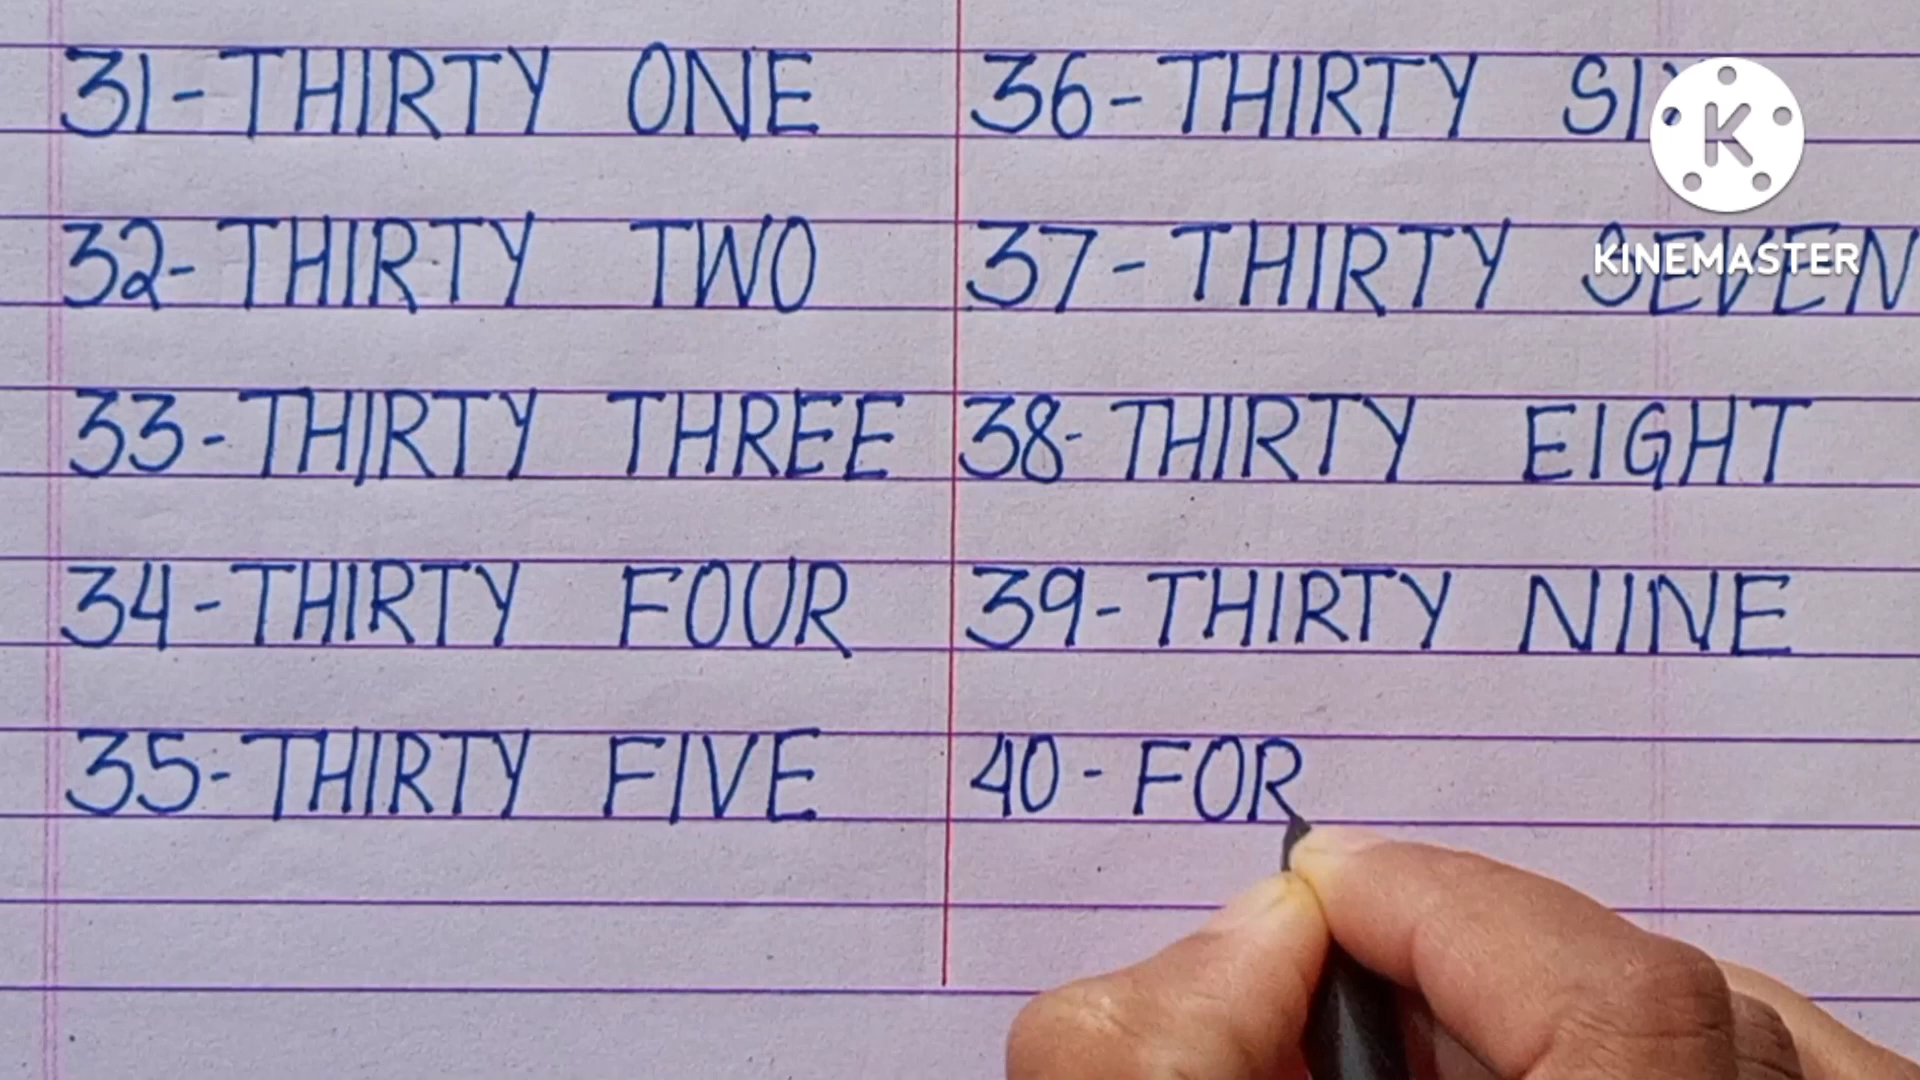 31-THIRTY ONE
32-THIRTY TWO
33-THIRTY THREE
34-THIRTY FOUR
35-THIRTY FIVE
36-THIRTY SIX
37-THIRTY SEVEN
38-THIRTY EIGHT
39-THIRTY NINE
40-FOR
K
KINEMASTER